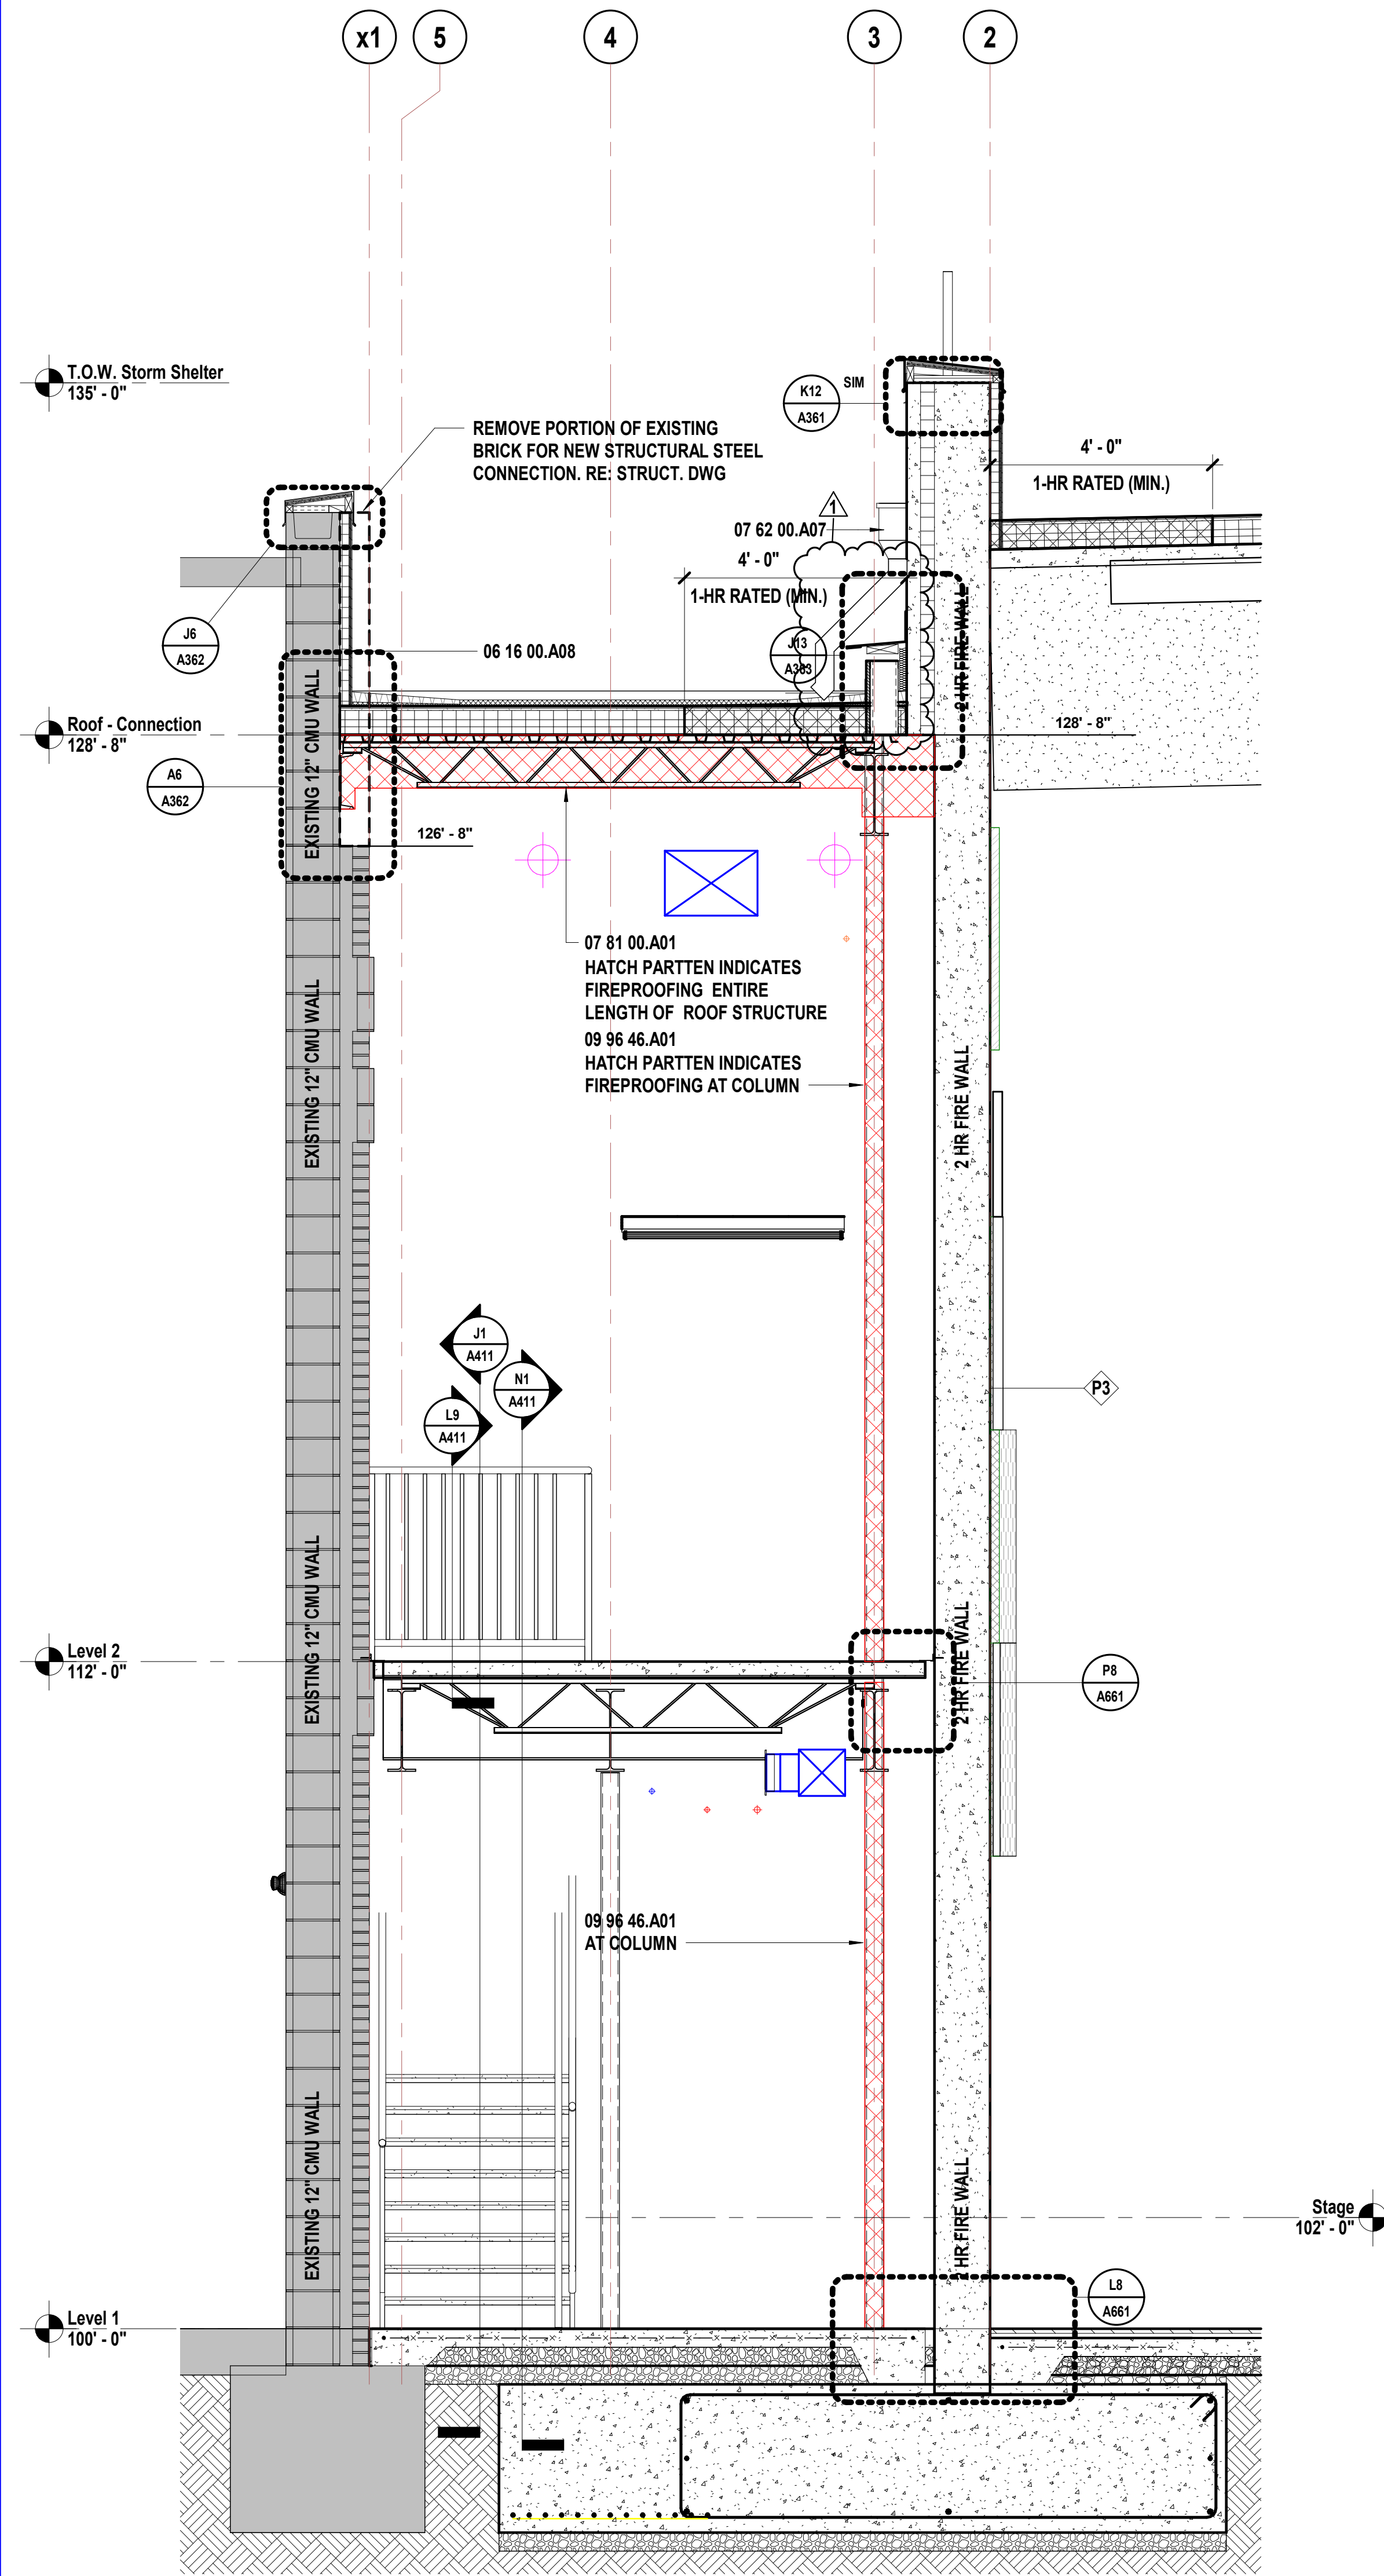 x1
5
4
3
2
T.O.W. Storm Shelter
135' - 0"
K12
A361
SIM
REMOVE PORTION OF EXISTING
BRICK FOR NEW STRUCTURAL STEEL
CONNECTION. RE: STRUCT. DWG
4' - 0"
1-HR RATED (MIN.)
1
07 62 00.A07
4' - 0"
1-HR RATED (MIN.)
J6
A362
06 16 00.A08
J13
A363
2 HR FIRE WALL
EXISTING 12" CMU WALL
Roof - Connection
128' - 8"
128' - 8"
A6
A362
126' - 8"
07 81 00.A01
HATCH PARTTEN INDICATES
FIREPROOFING ENTIRE
LENGTH OF ROOF STRUCTURE
09 96 46.A01
HATCH PARTTEN INDICATES
FIREPROOFING AT COLUMN
EXISTING 12" CMU WALL
2 HR FIRE WALL
J1
A411
N1
A411
L9
A411
P3
EXISTING 12" CMU WALL
2 HR FIRE WALL
Level 2
112' - 0"
P8
A661
09 96 46.A01
AT COLUMN
EXISTING 12" CMU WALL
2 HR FIRE WALL
Stage
102' - 0"
L8
A661
Level 1
100' - 0"